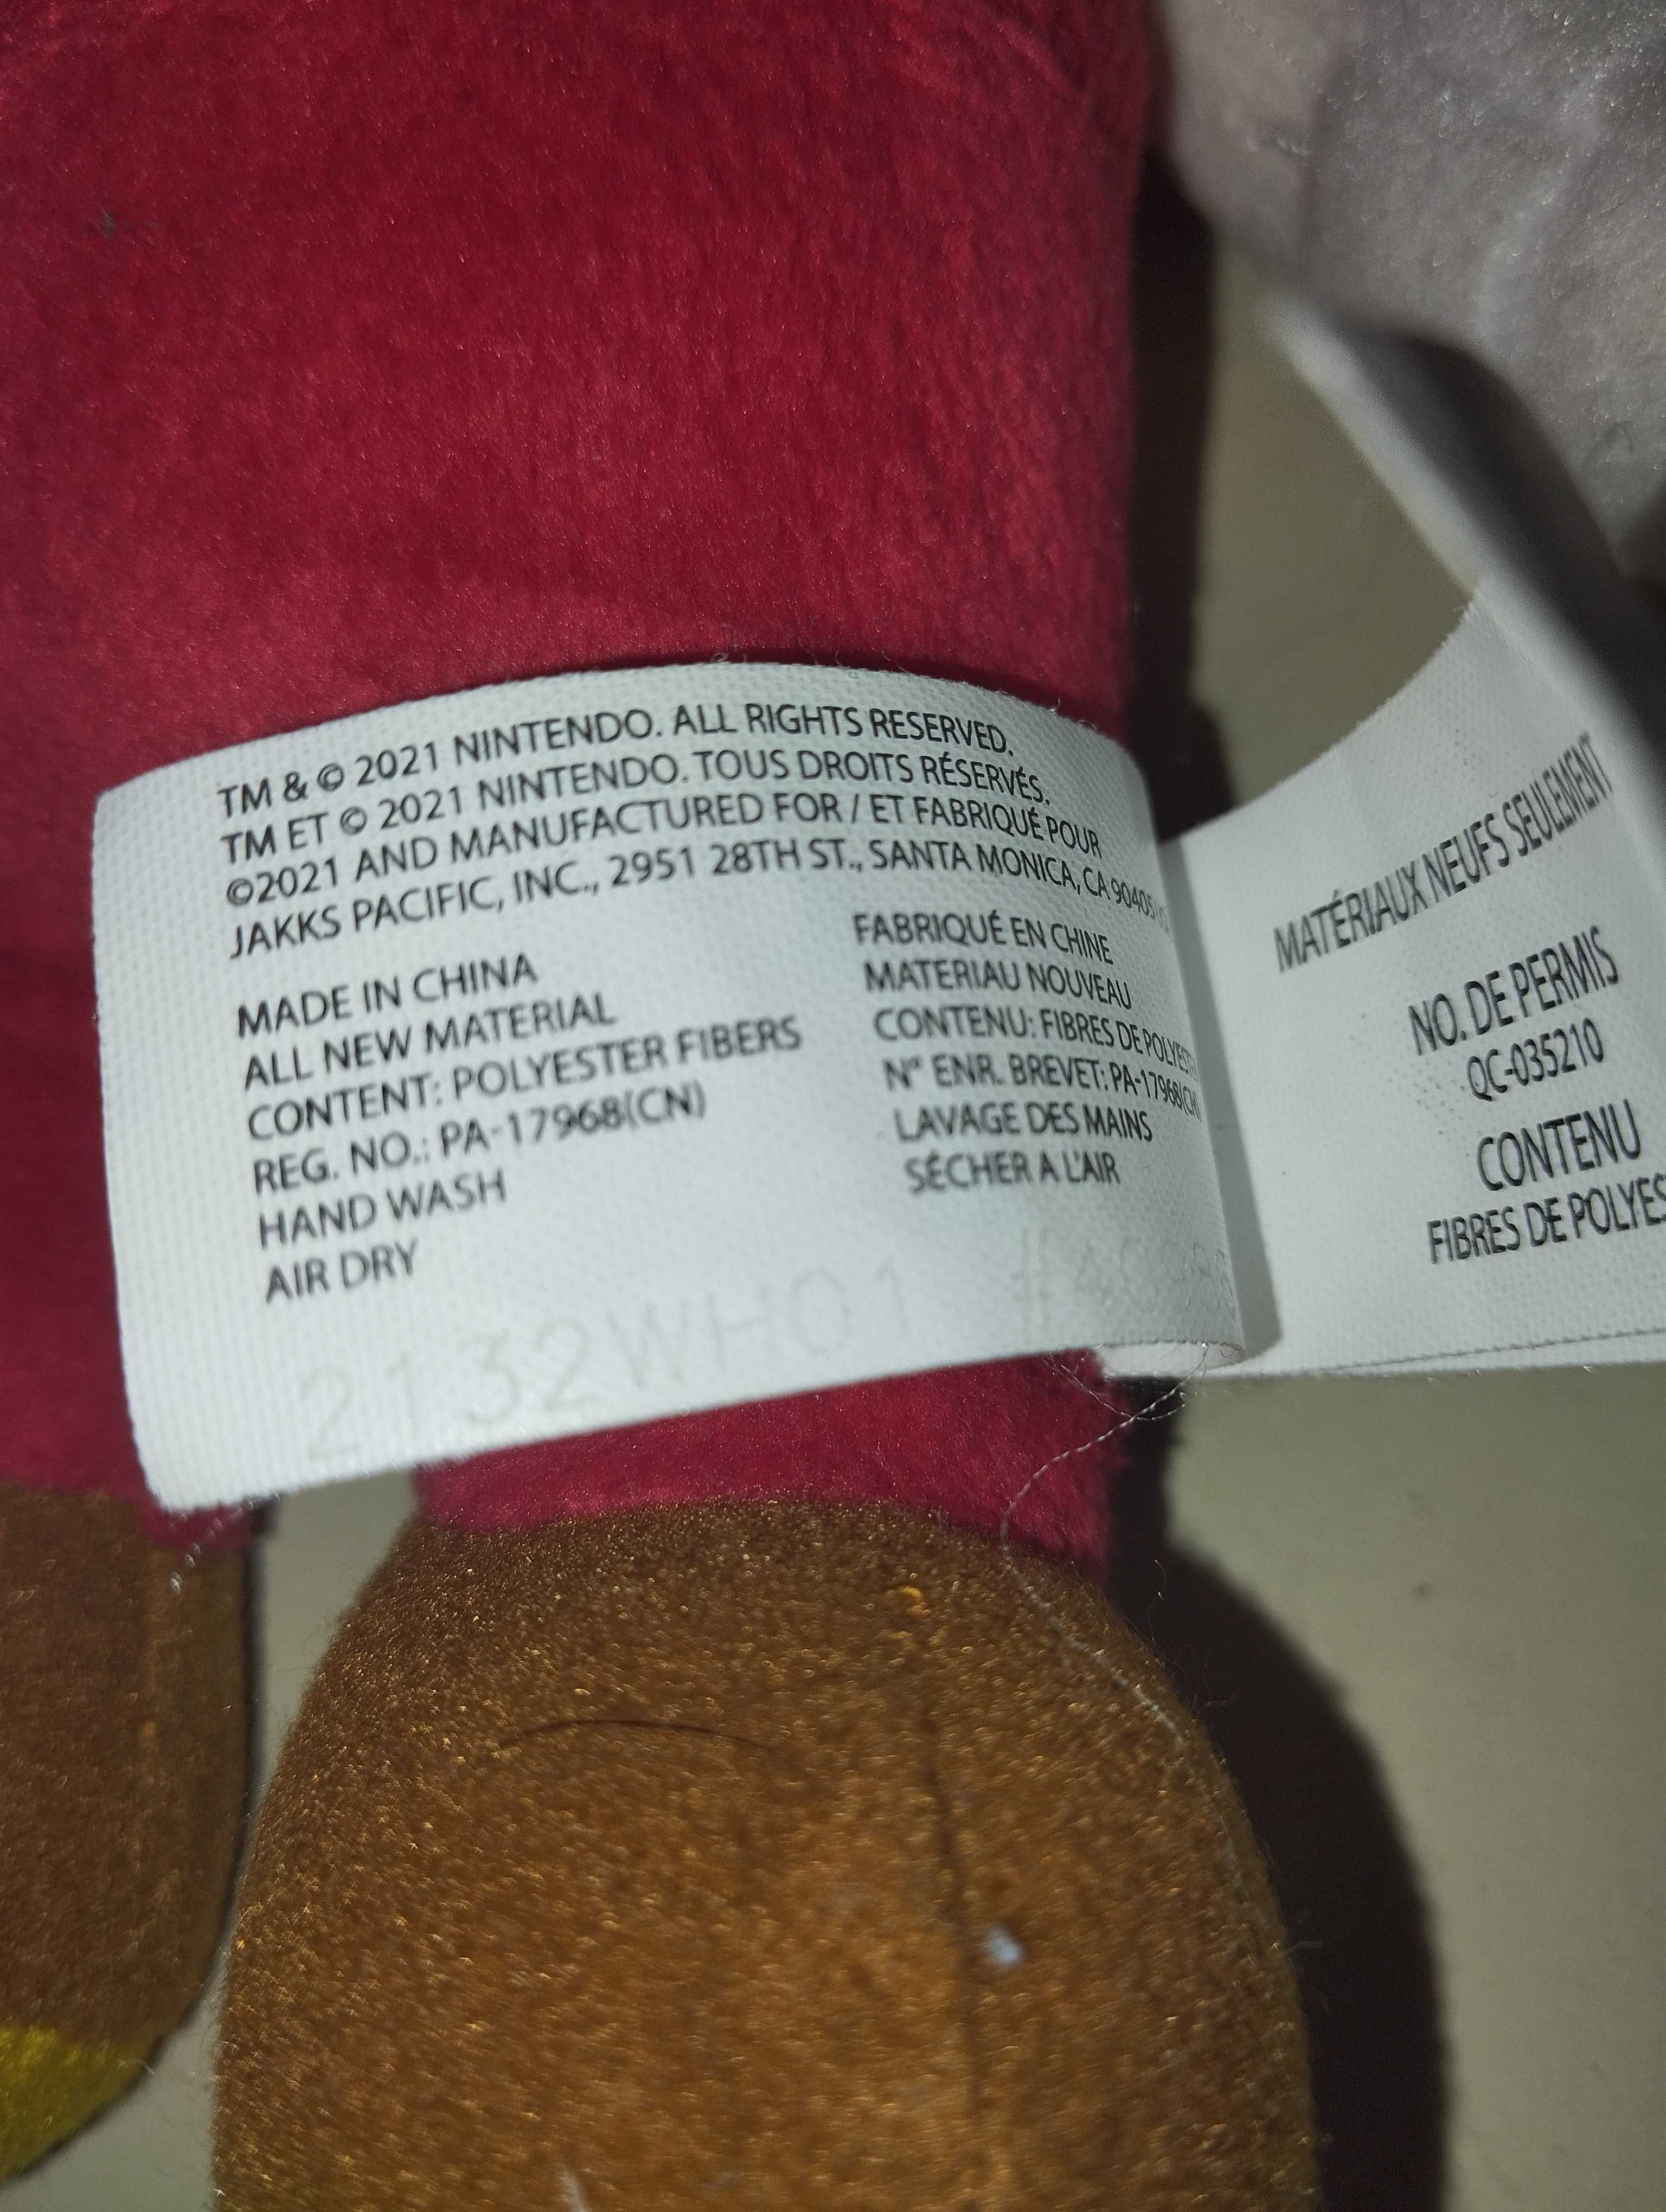 TM & © 2021 NINTENDO. ALL RIGHTS RESERVED.
TM ET © 2021 NINTENDO. TOUS DROITS RÉSERVÉS.
©2021 AND MANUFACTURED FOR / ET FABRIQUÉ POUR
JAKKS PACIFIC, INC., 2951 28TH ST., SANTA MONICA, CA 90405
MADE IN CHINA
ALL NEW MATERIAL
CONTENT: POLYESTER FIBERS
REG. NO.: PA-17968(CN)
HAND WASH
AIR DRY
FABRIQUÉ EN CHINE
MATERIAU NOUVEAU
CONTENU: FIBRES DE POLYESTE
N° ENR. BREVET: PA-17968(CN)
LAVAGE DES MAINS
SÉCHER A L'AIR
2132WH01
MATÉRIAUX NEUFS SEULEMENT
NO. DE PERMIS
QC-035210
CONTENU
FIBRES DE POLYES